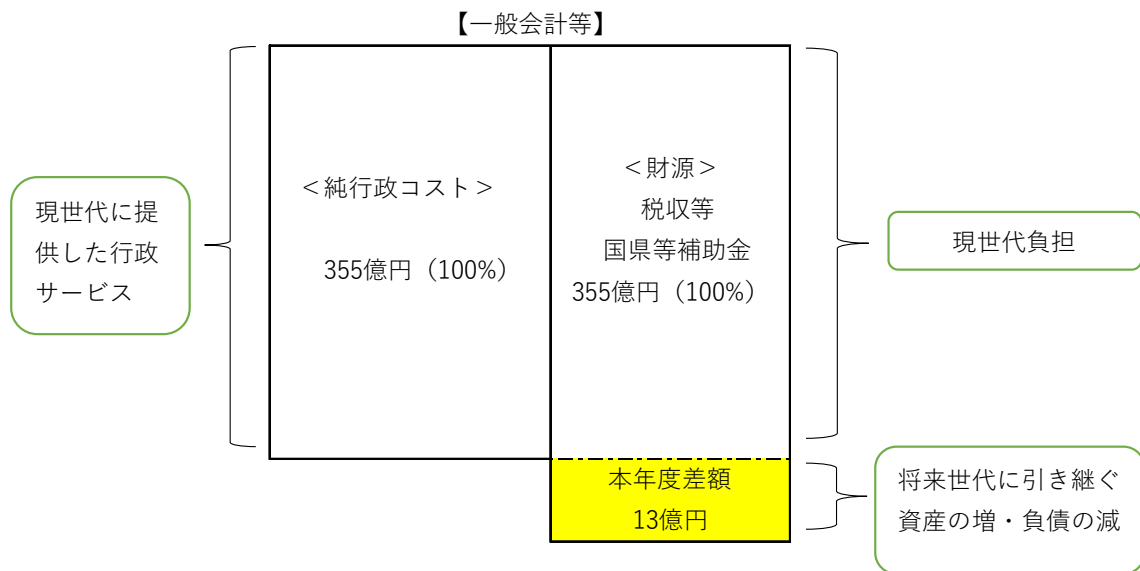 【一般会計等】
現世代に提
供した行政
サービス
＜純行政コスト＞
355億円（100%）
＜財源＞
税収等
国県等補助金
355億円（100%）
現世代負担
本年度差額
13億円
将来世代に引き継ぐ
資産の増・負債の減